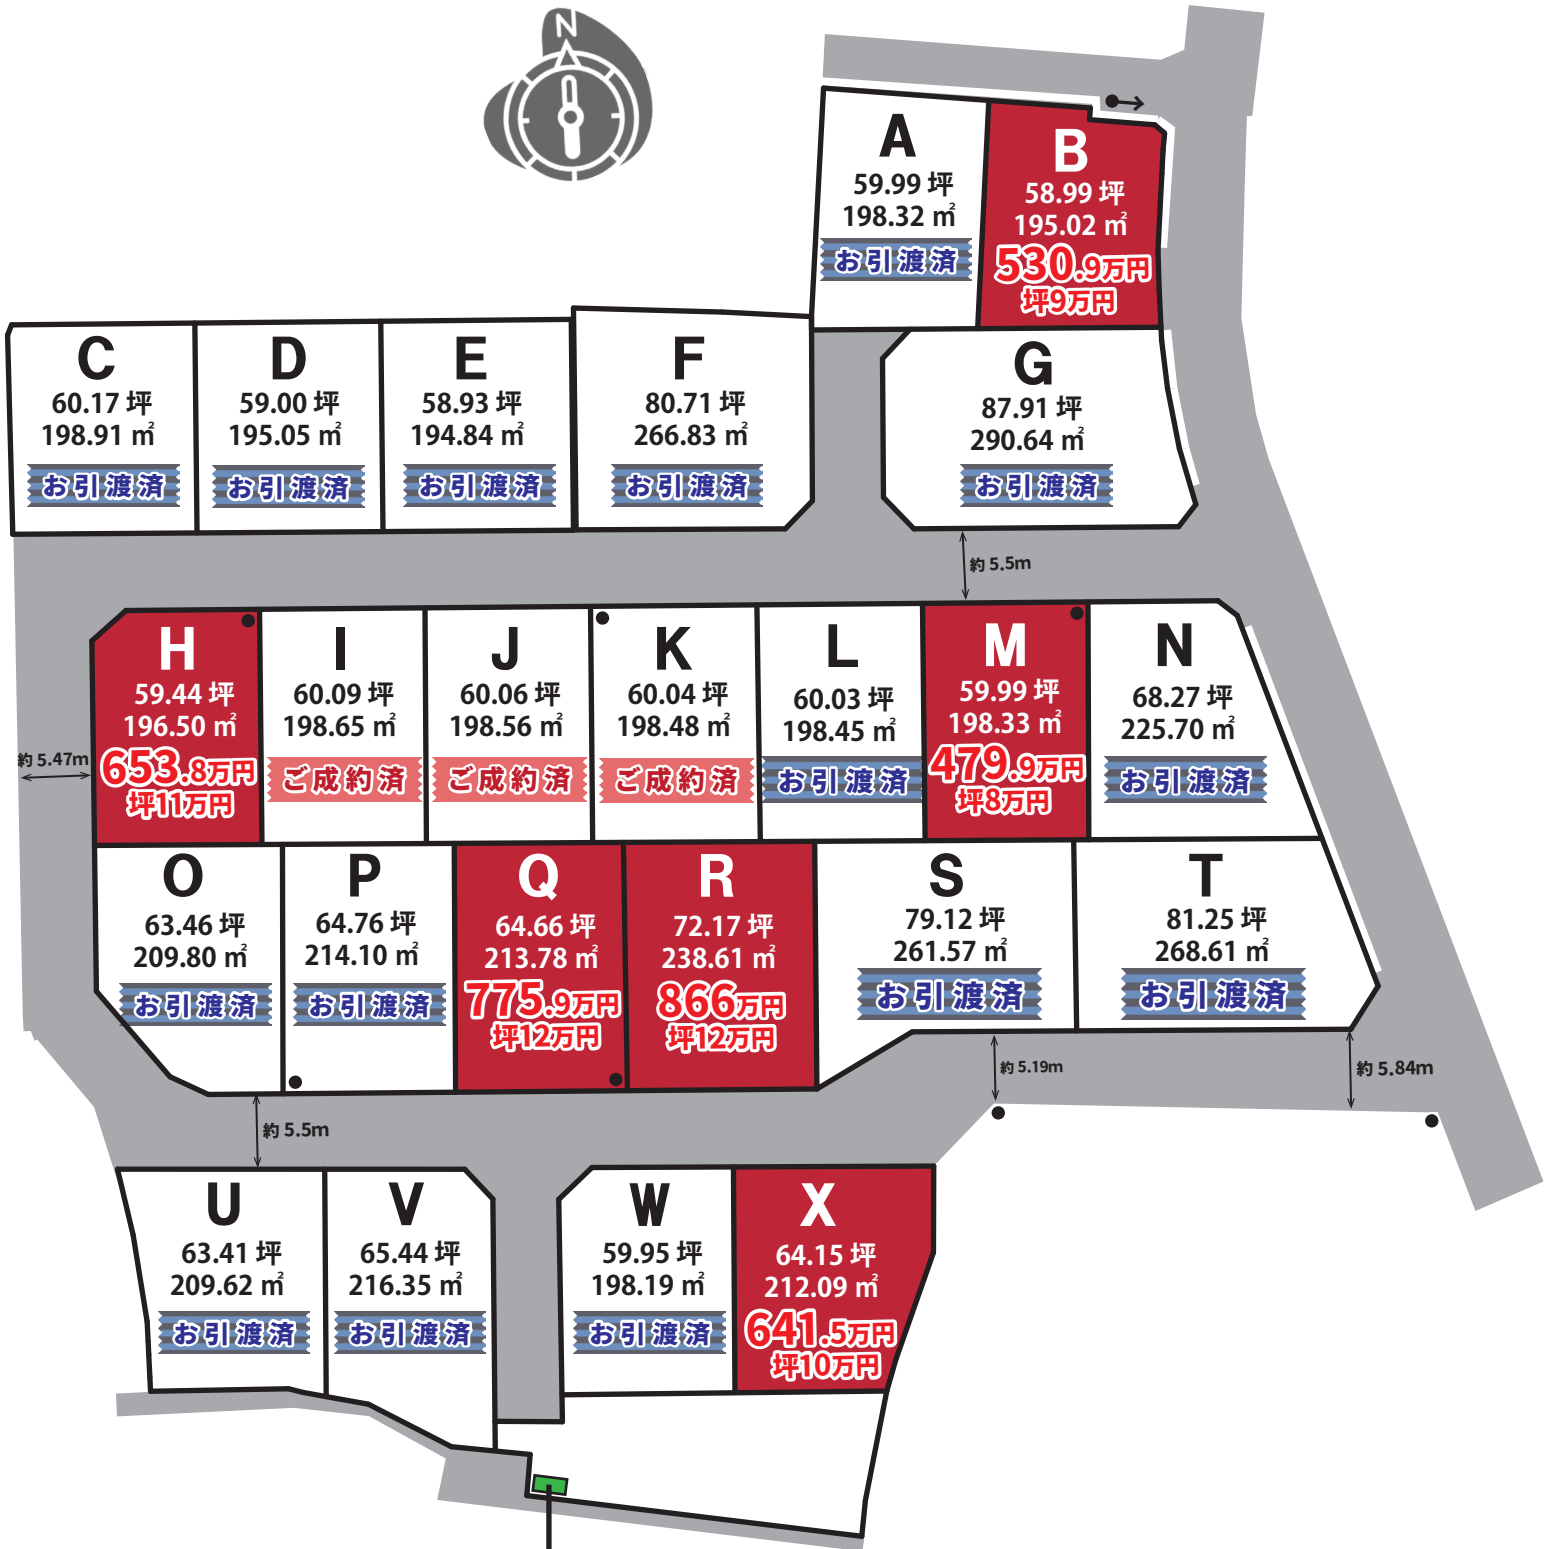 N
A
59.99 坪
198.32 ㎡
お引渡済
B
58.99 坪
195.02 ㎡
530.9万円
坪9万円
C
60.17 坪
198.91 ㎡
お引渡済
D
59.00 坪
195.05 ㎡
お引渡済
E
58.93 坪
194.84 ㎡
お引渡済
F
80.71 坪
266.83 ㎡
お引渡済
G
87.91 坪
290.64 ㎡
お引渡済
約 5.5m
H
59.44 坪
196.50 ㎡
653.8万円
坪11万円
I
60.09 坪
198.65 ㎡
ご成約済
J
60.06 坪
198.56 ㎡
ご成約済
K
60.04 坪
198.48 ㎡
ご成約済
L
60.03 坪
198.45 ㎡
お引渡済
M
59.99 坪
198.33 ㎡
479.9万円
坪8万円
N
68.27 坪
225.70 ㎡
お引渡済
約 5.47m
O
63.46 坪
209.80 ㎡
お引渡済
P
64.76 坪
214.10 ㎡
お引渡済
Q
64.66 坪
213.78 ㎡
775.9万円
坪12万円
R
72.17 坪
238.61 ㎡
866万円
坪12万円
S
79.12 坪
261.57 ㎡
お引渡済
T
81.25 坪
268.61 ㎡
お引渡済
約 5.19m
約 5.84m
約 5.5m
U
63.41 坪
209.62 ㎡
お引渡済
V
65.44 坪
216.35 ㎡
お引渡済
W
59.95 坪
198.19 ㎡
お引渡済
X
64.15 坪
212.09 ㎡
641.5万円
坪10万円